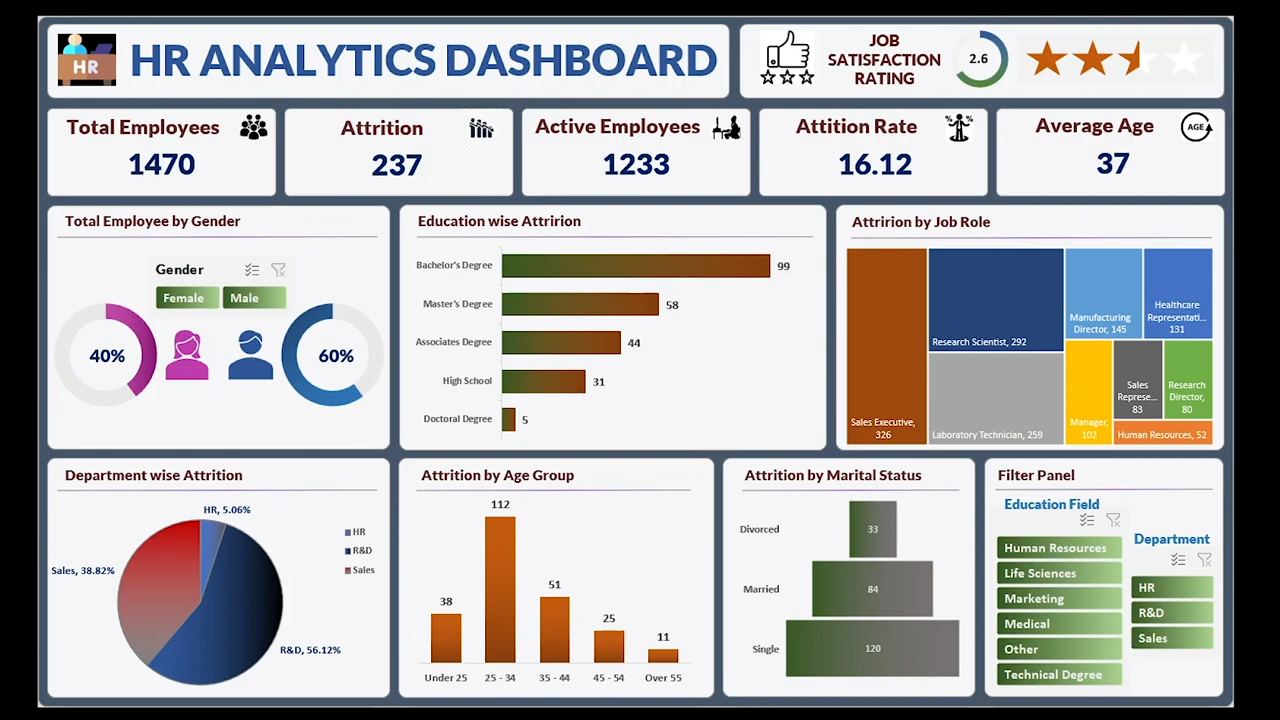 HR
HR ANALYTICS DASHBOARD
JOB
SATISFACTION
RATING
2.6
Total Employees
1470
Attrition
237
Active Employees
1233
Attition Rate
%
%
16.12
Average Age
AGE
37
Total Employee by Gender
Gender
Female
Male
40%
60%
Education wise Attririon
Bachelor's Degree
99
Master's Degree
58
Associates Degree
44
High School
31
Doctoral Degree
5
Attririon by Job Role
Sales Executive,
326
Research Scientist, 292
Laboratory Technician, 259
Manufacturing
Director, 145
Healthcare
Representati...
131
Manager,
102
Sales
Represe...
83
Research
Director,
80
Human Resources, 52
Department wise Attrition
HR, 5.06%
Sales, 38.82%
R&D, 56.12%
HR
R&D
Sales
Attrition by Age Group
38
112
51
25
11
Under 25
25 - 34
35 - 44
45 - 54
Over 55
Attrition by Marital Status
Divorced
33
Married
84
Single
120
Filter Panel
Education Field
Human Resources
Life Sciences
Marketing
Medical
Other
Technical Degree
Department
HR
R&D
Sales